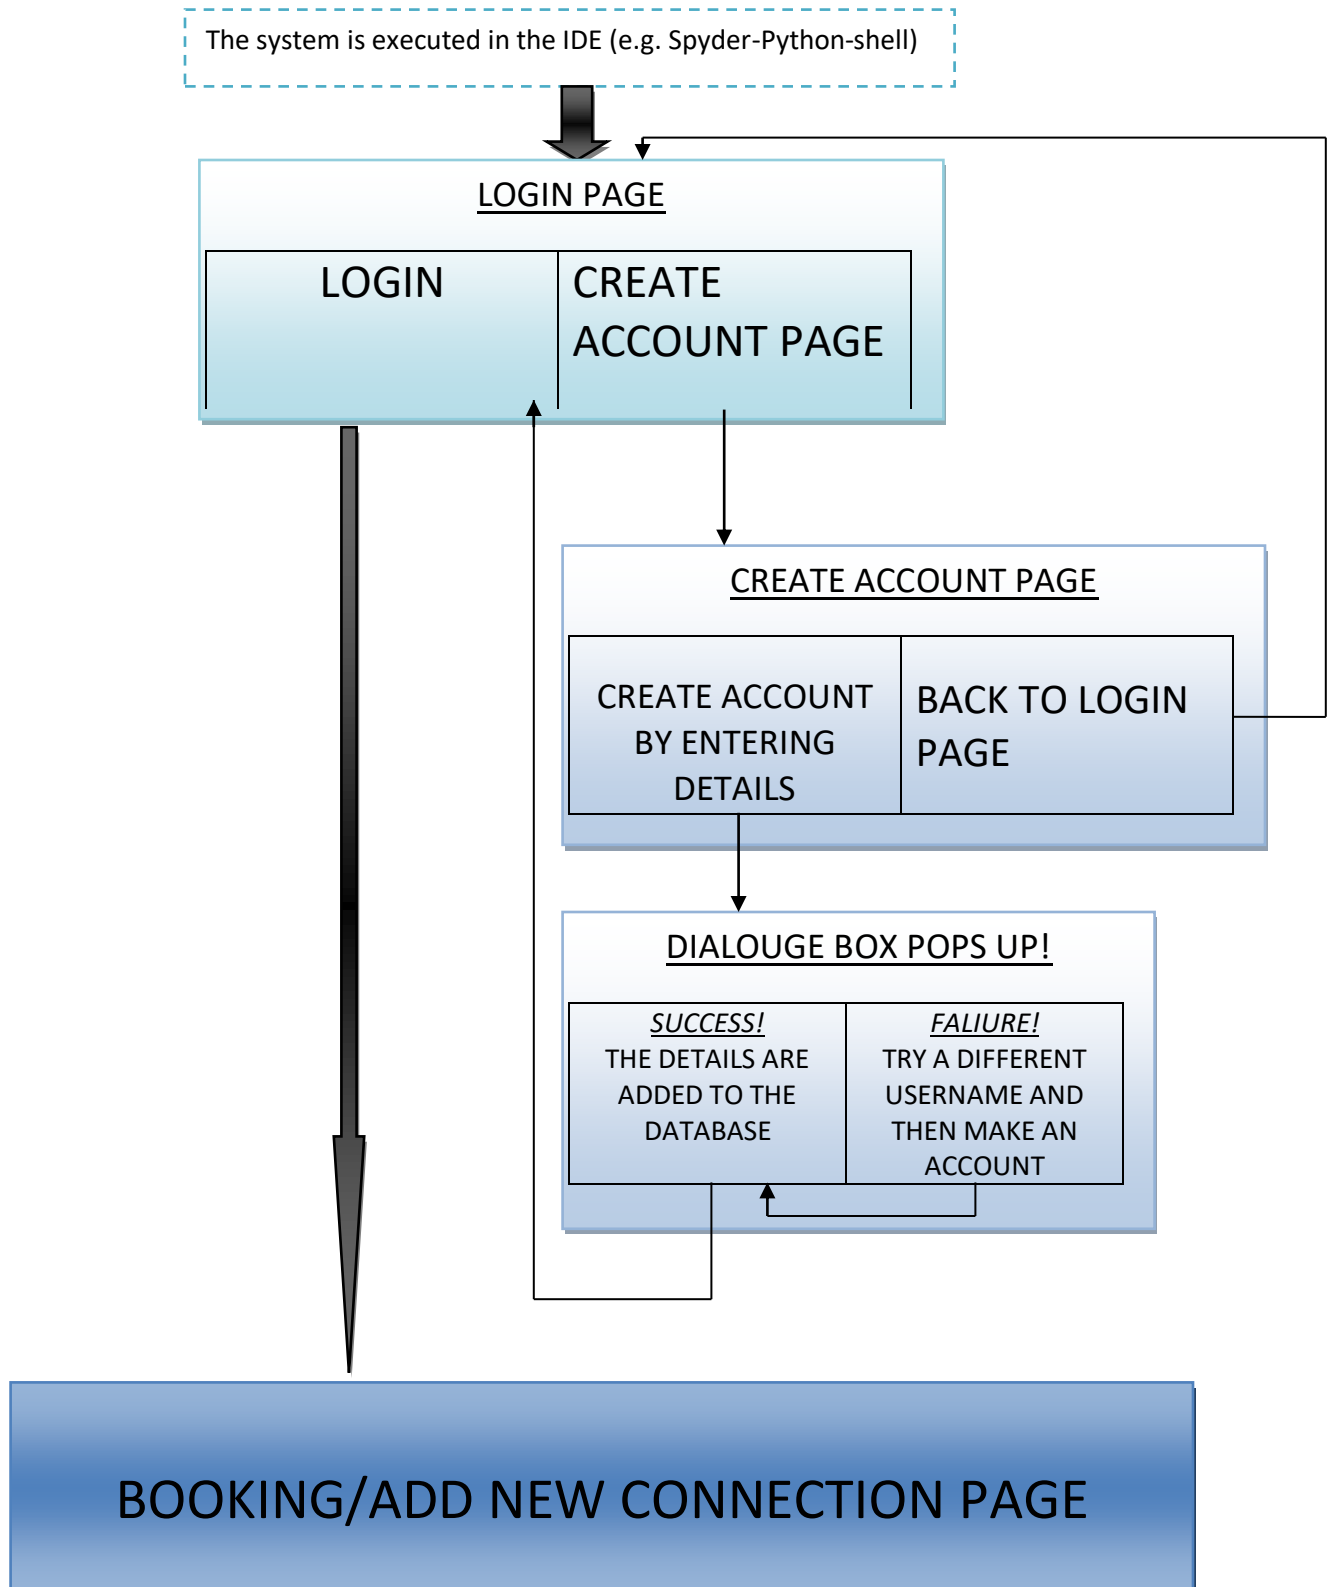 The system is executed in the IDE (e.g. Spyder-Python-shell)
LOGIN PAGE
LOGIN
CREATE
ACCOUNT PAGE
CREATE ACCOUNT PAGE
CREATE ACCOUNT
BY ENTERING
DETAILS
BACK TO LOGIN
PAGE
DIALOUGE BOX POPS UP!
SUCCESS!
THE DETAILS ARE
ADDED TO THE
DATABASE
FALIURE!
TRY A DIFFERENT
USERNAME AND
THEN MAKE AN
ACCOUNT
BOOKING/ADD NEW CONNECTION PAGE